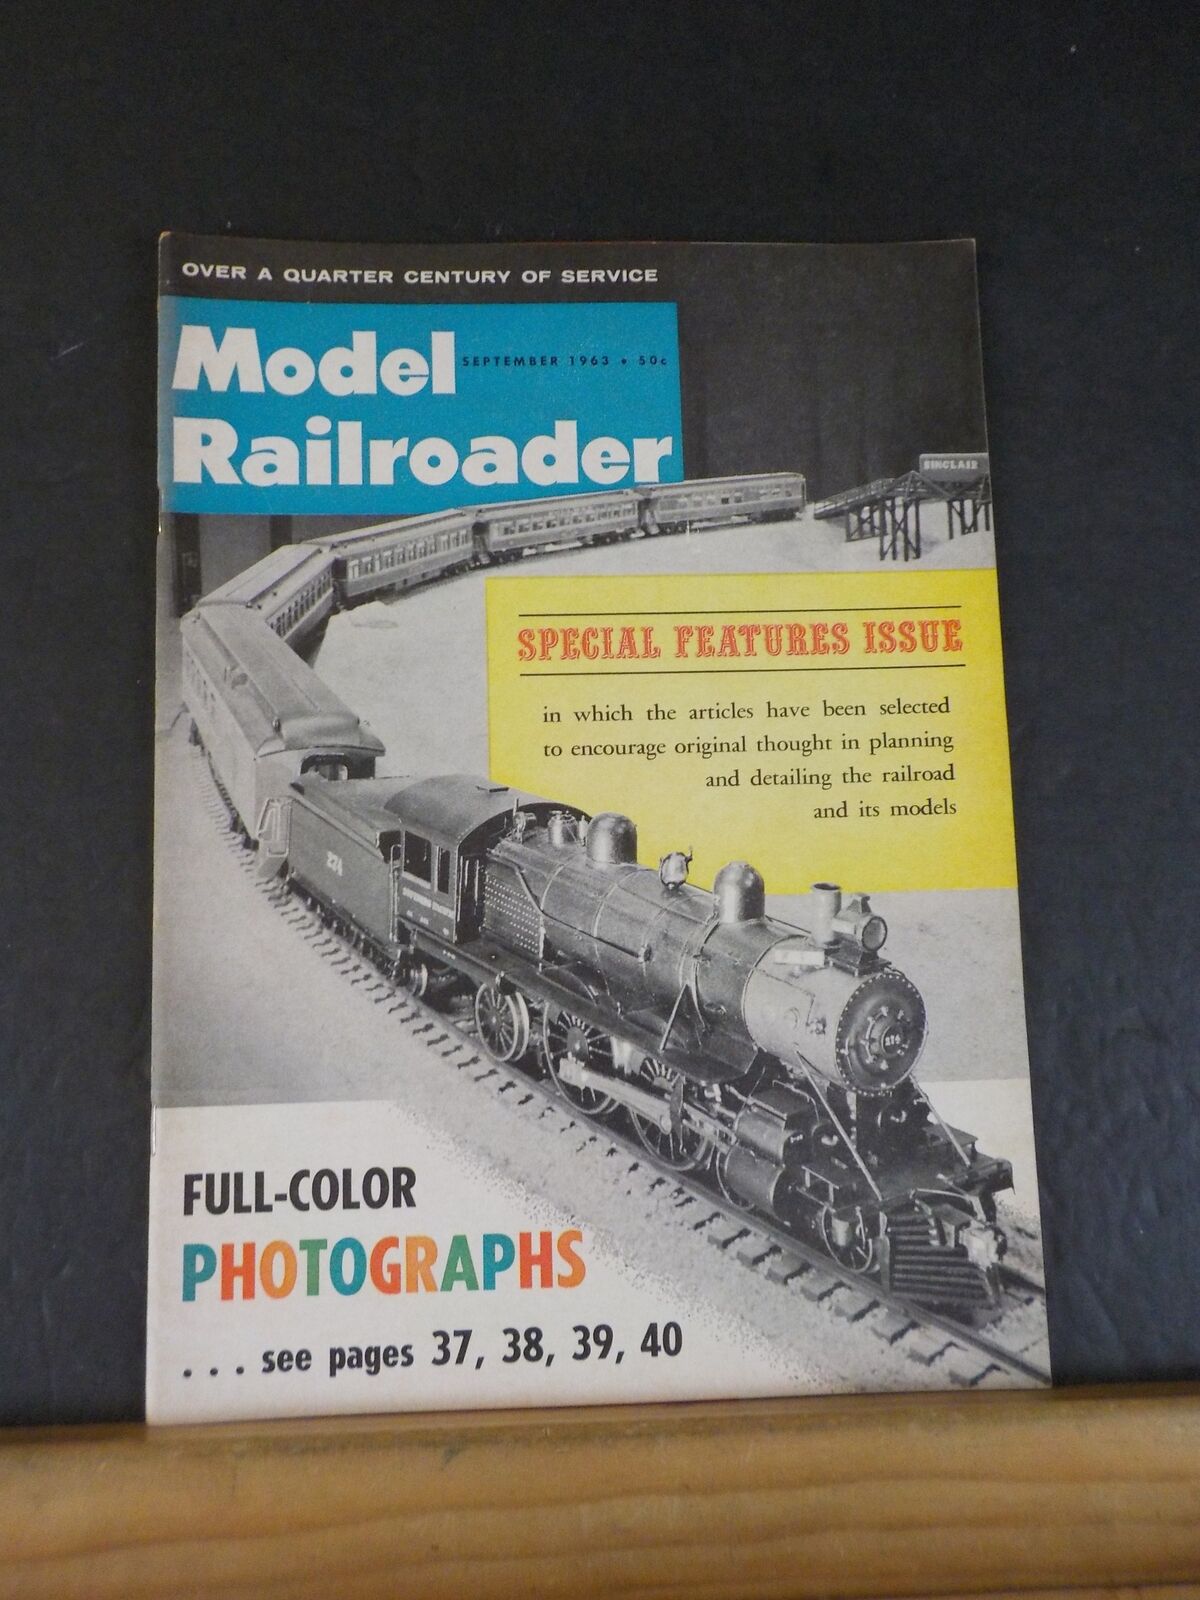 OVER A QUARTER CENTURY OF SERVICE
Model
SEPTEMBER 1963 • 50c
Railroader
SINCLAIR
SPECIAL FEATURES ISSUE
in which the articles have been selected
to encourage original thought in planning
and detailing the railroad
and its models
274
FULL-COLOR
PHOTOGRAPHS
. . . see pages 37, 38, 39, 40